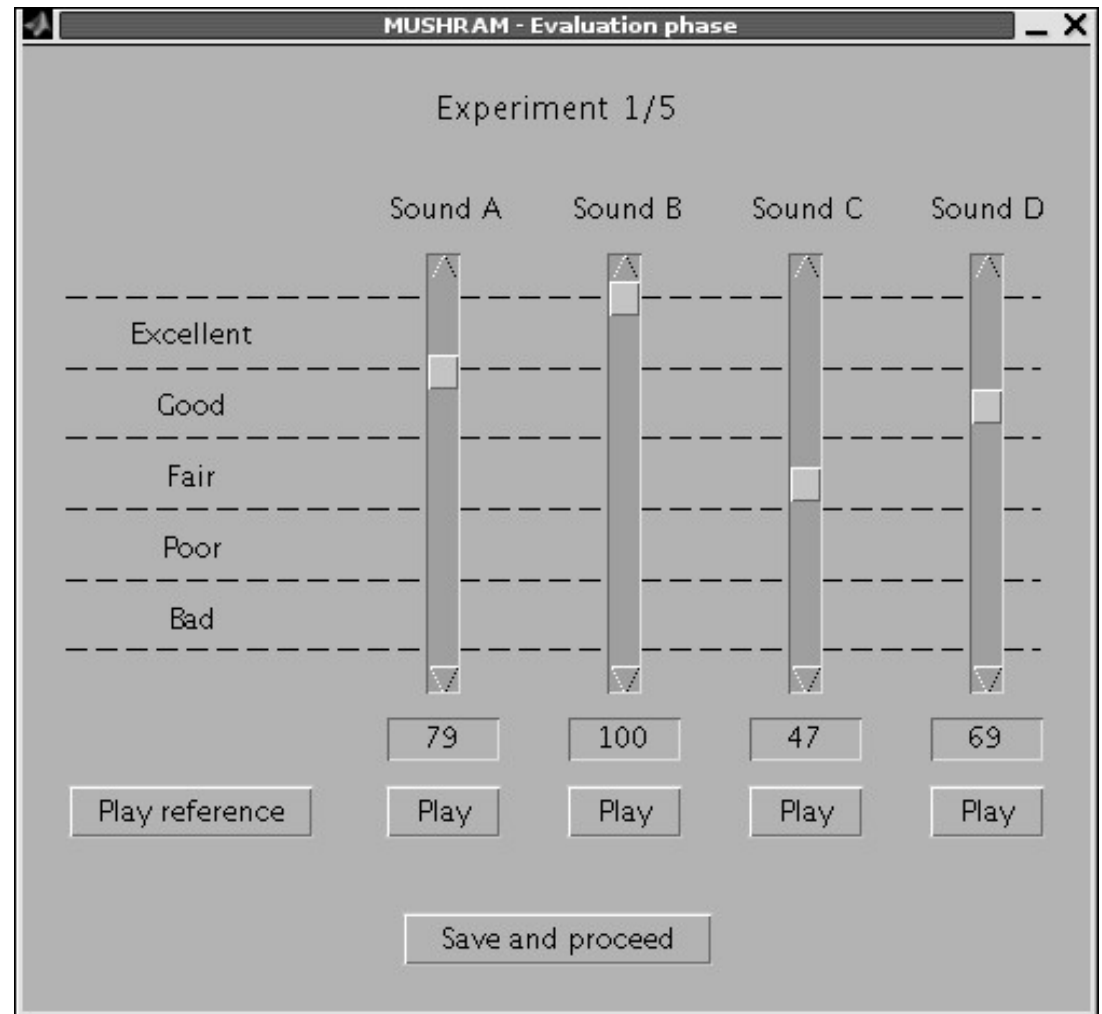 MUSHRAM - Evaluation phase
Experiment 1/5
Sound A Sound B Sound C Sound D
Excellent
Good
Fair
Poor
Bad
79 100 47 69
Play reference Play Play Play Play
Save and proceed